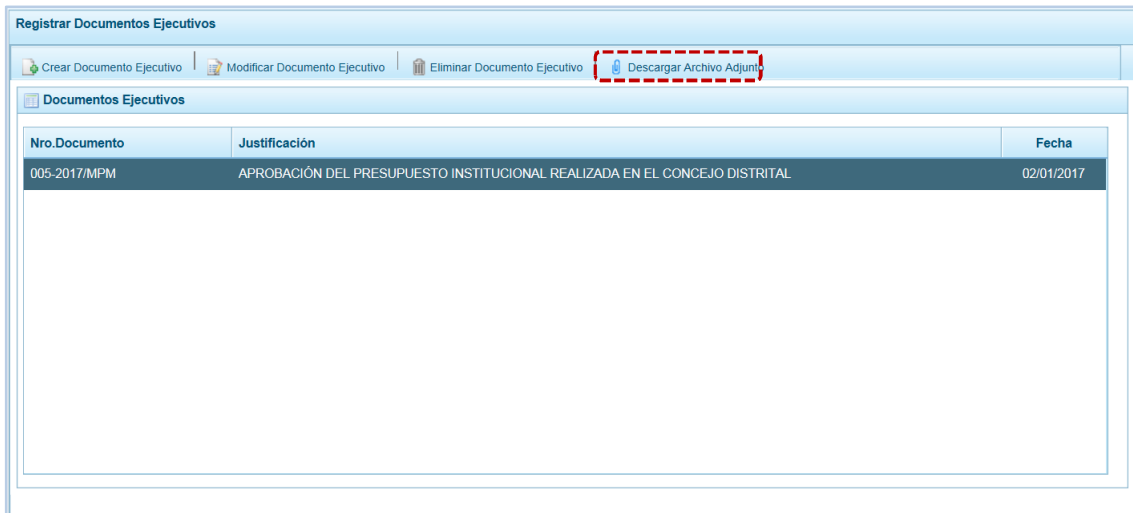 Registrar Documentos Ejecutivos
Crear Documento Ejecutivo Modificar Documento Ejecutivo Eliminar Documento Ejecutivo Descargar Archivo Adjunto
Documentos Ejecutivos
Nro.Documento Justificación Fecha
005-2017/MPM APROBACIÓN DEL PRESUPUESTO INSTITUCIONAL REALIZADA EN EL CONCEJO DISTRITAL 02/01/2017